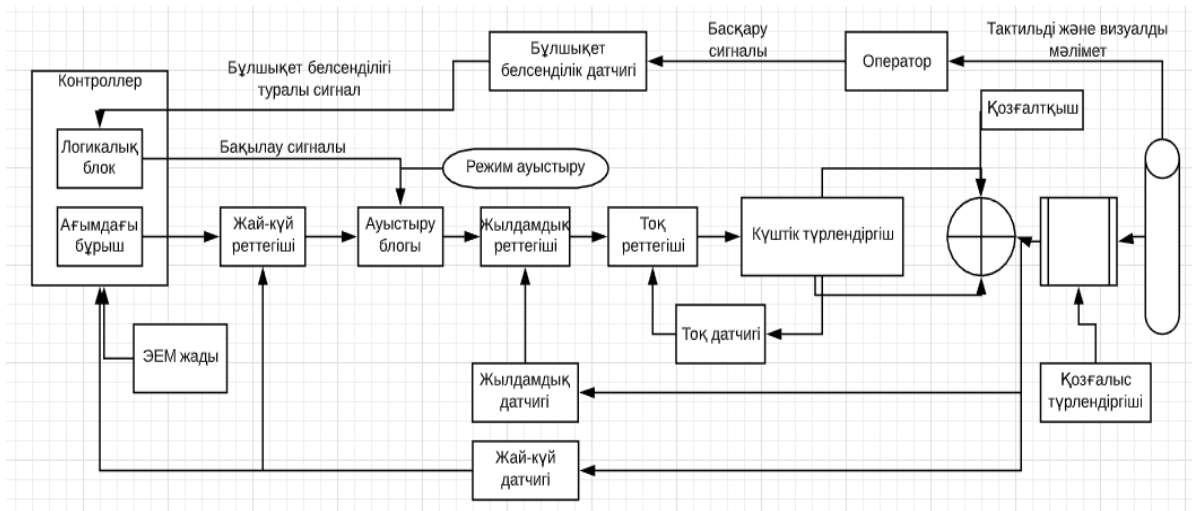 Тактильді және визуалды
мәлімет
Басқару
сигналы
Бұлшықет
белсенділік датчигі
Оператор
Бұлшықет белсенділігі
туралы сигнал
Контроллер
Қозғалтқыш
Логикалық
блок
Бақылау сигналы
Режим ауыстыру
Ағымдағы
бұрыш
Жай-күй
реттегіші
Ауыстыру
блогы
Жылдамдық
реттегіші
Тоқ
реттегіші
Күштік түрлендіргіш
Тоқ датчигі
ЭЕМ жады
Жылдамдық
датчигі
Қозғалыс
түрлендіргіші
Жай-күй
датчигі